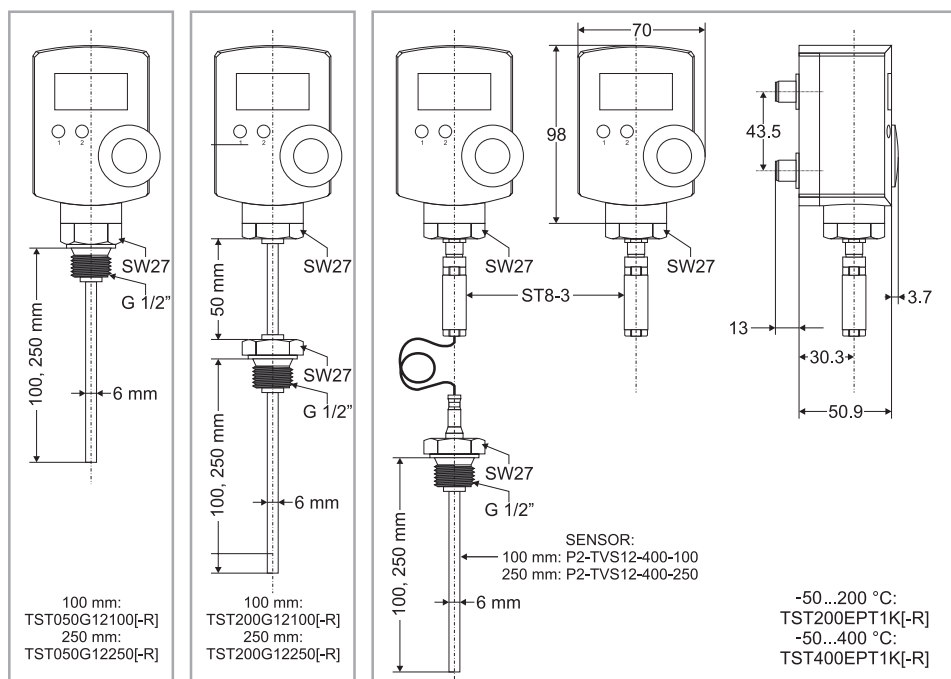 1 2
SW27
G 1/2"
100, 250 mm
6 mm
100 mm:
TST050G12100[-R]
250 mm:
TST050G12250[-R]
1 2
SW27
50 mm
SW27
G 1/2"
100, 250 mm
6 mm
100 mm:
TST200G12100[-R]
250 mm:
TST200G12250[-R]
1 2
SW27
ST8-3
SW27
G 1/2"
100, 250 mm
6 mm
SENSOR:
100 mm: P2-TVS12-400-100
250 mm: P2-TVS12-400-250
70
98
1 2
SW27
43.5
3.7
13
30.3
50.9
-50...200 °C:
TST200EPT1K[-R]
-50...400 °C:
TST400EPT1K[-R]